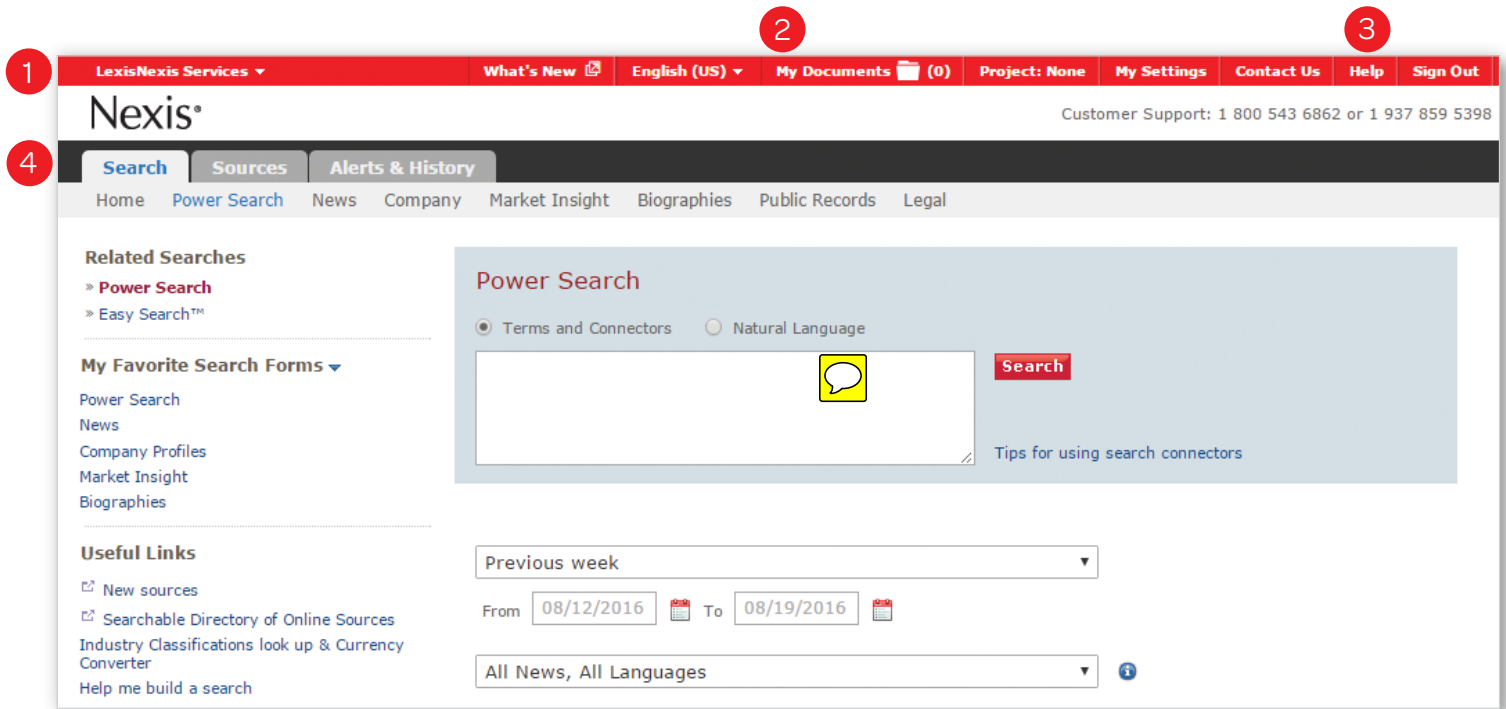 2
3
1
LexisNexis Services
What's New
English (US)
My Documents (0)
Project: None
My Settings
Contact Us
Help
Sign Out
Nexis®
Customer Support: 1 800 543 6862 or 1 937 859 5398
4
Search
Sources
Alerts & History
Home
Power Search
News
Company
Market Insight
Biographies
Public Records
Legal
Related Searches
» Power Search
» Easy Search™
My Favorite Search Forms
Power Search
News
Company Profiles
Market Insight
Biographies
Useful Links
New sources
Searchable Directory of Online Sources
Industry Classifications look up & Currency
Converter
Help me build a search
Power Search
Terms and Connectors
Natural Language
Search
Tips for using search connectors
Previous week
From 08/12/2016 To 08/19/2016
All News, All Languages